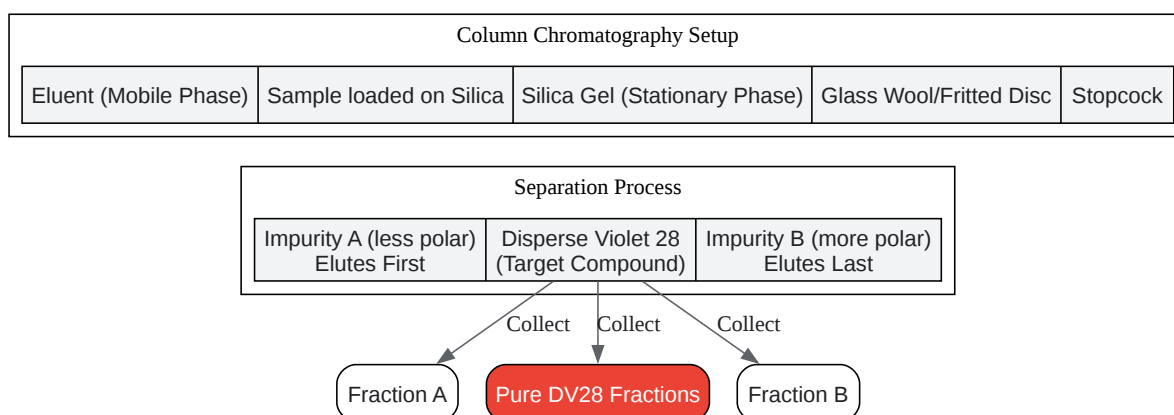 Column Chromatography Setup
Eluent (Mobile Phase) Sample loaded on Silica Silica Gel (Stationary Phase) Glass Wool/Fritted Disc Stopcock
Separation Process
Impurity A (less polar) Disperse Violet 28 Impurity B (more polar)
Elutes First (Target Compound) Elutes Last
Collect Collect Collect
Fraction A Pure DV28 Fractions Fraction B